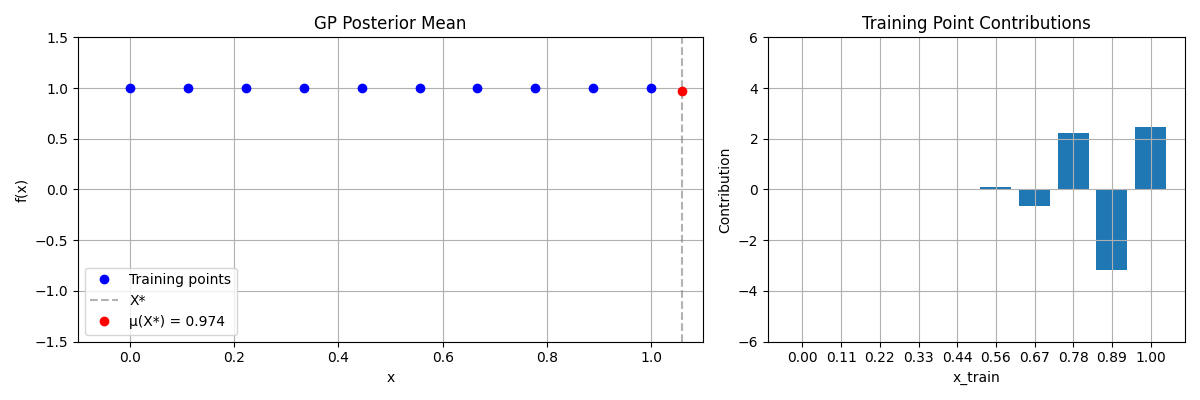 GP Posterior Mean
1.5
1.0
0.5
0.0
−0.5
−1.0
−1.5
f(x)
Training points
X*
μ(X*) = 0.974
0.0 0.2 0.4 0.6 0.8 1.0
x
Training Point Contributions
6
4
2
0
−2
−4
−6
Contribution
0.00 0.11 0.22 0.33 0.44 0.56 0.67 0.78 0.89 1.00
x_train